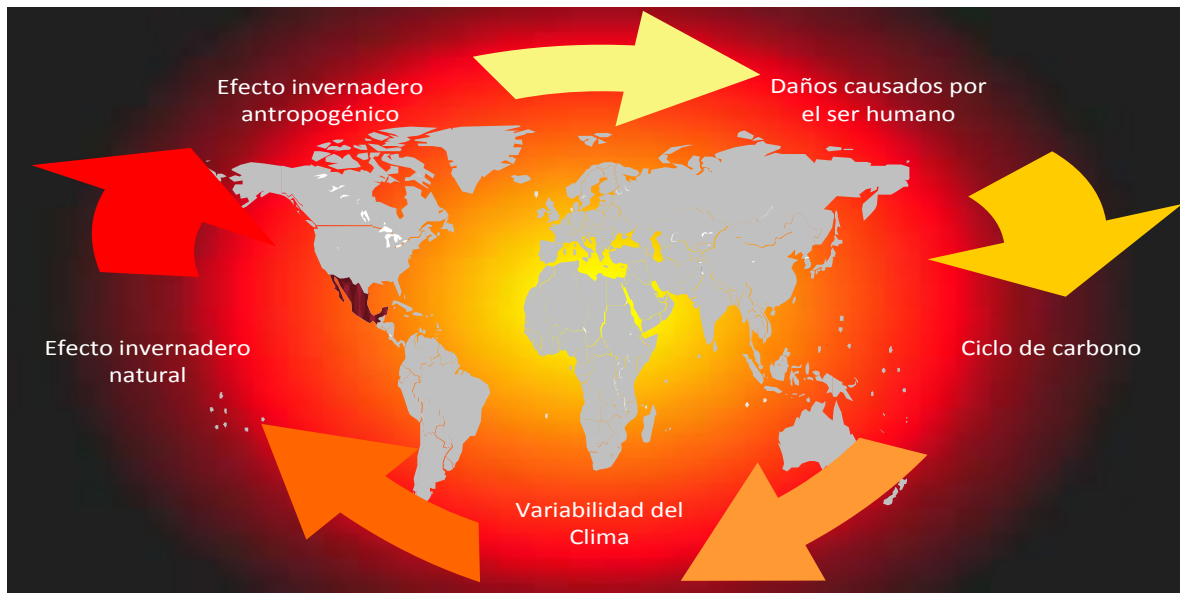 Efecto invernadero
antropogénico
Daños causados por
el ser humano
Efecto invernadero
natural
Ciclo de carbono
Variabilidad del
Clima